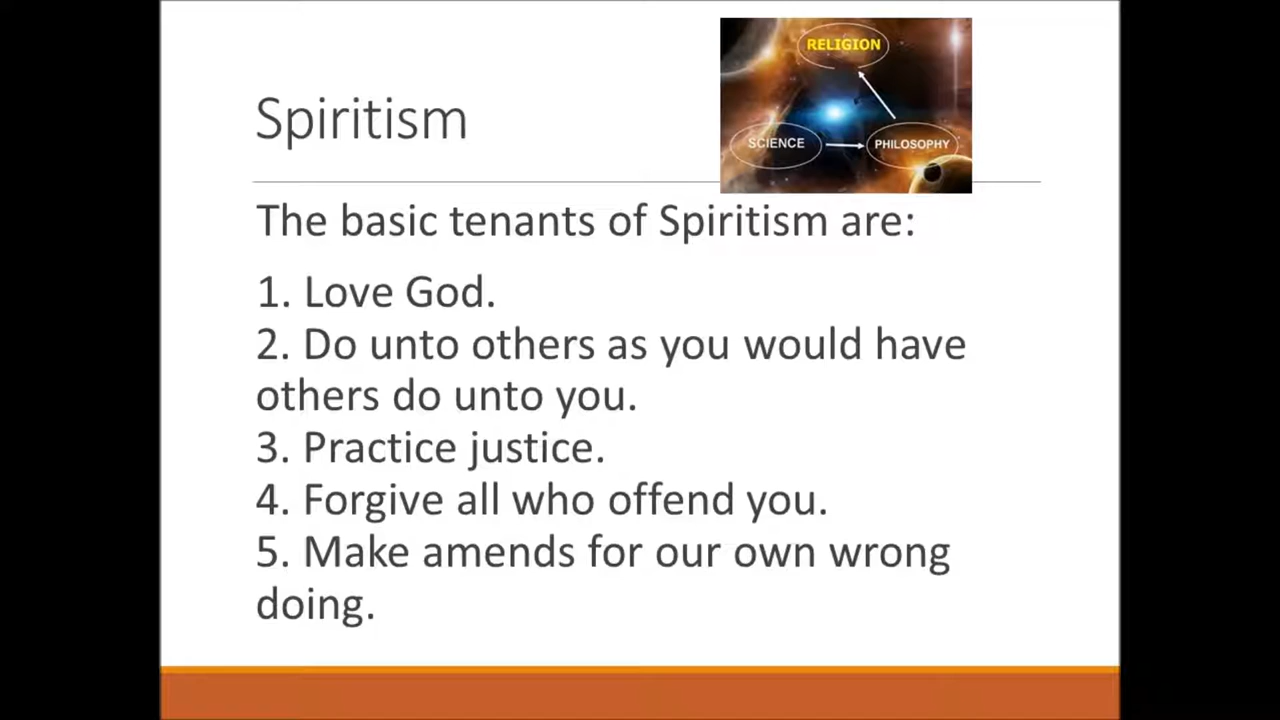 RELIGION
SCIENCE
PHILOSOPHY
Spiritism
The basic tenants of Spiritism are:
1. Love God.
2. Do unto others as you would have
others do unto you.
3. Practice justice.
4. Forgive all who offend you.
5. Make amends for our own wrong
doing.